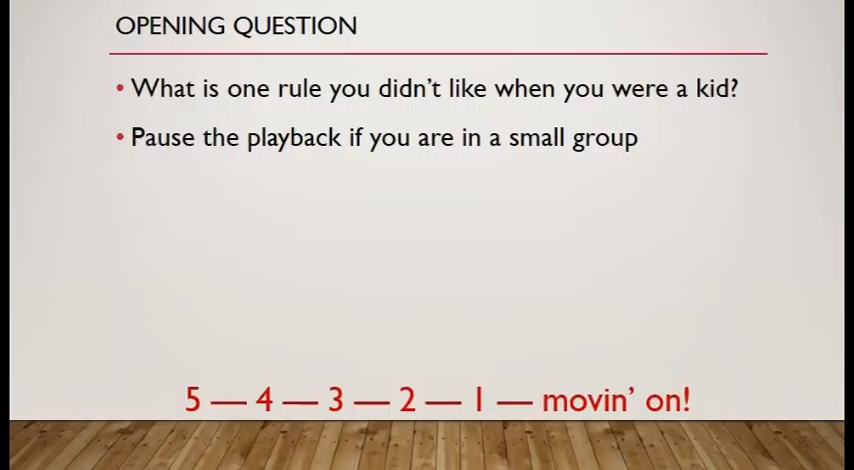 OPENING QUESTION
• What is one rule you didn't like when you were a kid?
• Pause the playback if you are in a small group
5 — 4 — 3 — 2 — 1 — movin' on!